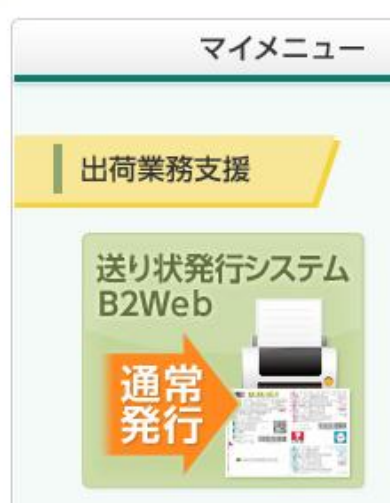 マイメニュー
出荷業務支援
送り状発行システム
B2Web
通常
発行